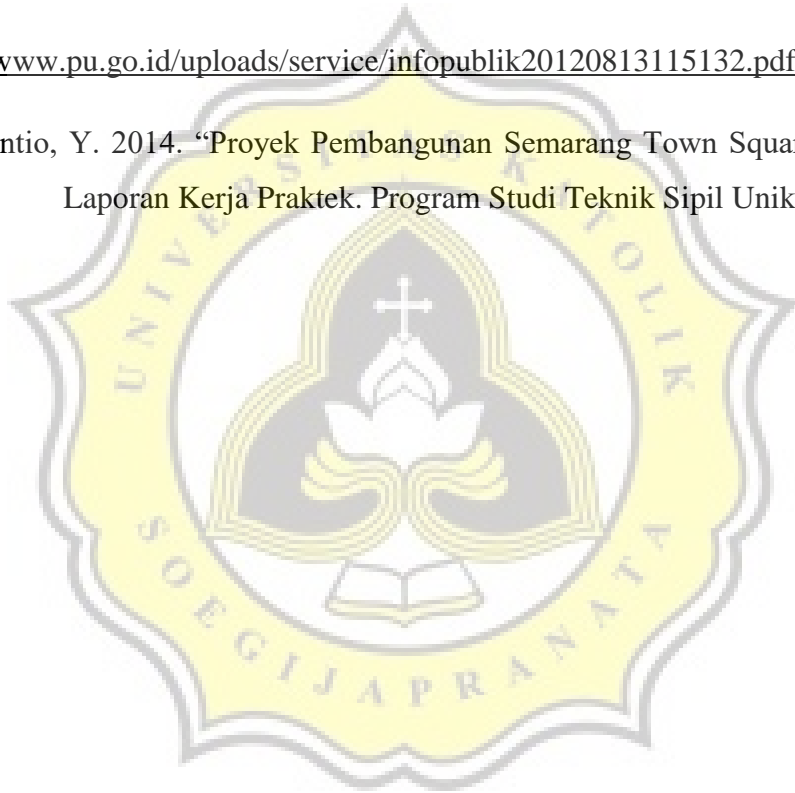 www.pu.go.id/uploads/service/infopublik20120813115132.pdf
ntio, Y. 2014. “Proyek Pembangunan Semarang Town Squar
Laporan Kerja Praktek. Program Studi Teknik Sipil Unik
UNIVERSITAS KATOLIK
SOEGIJAPRANATA